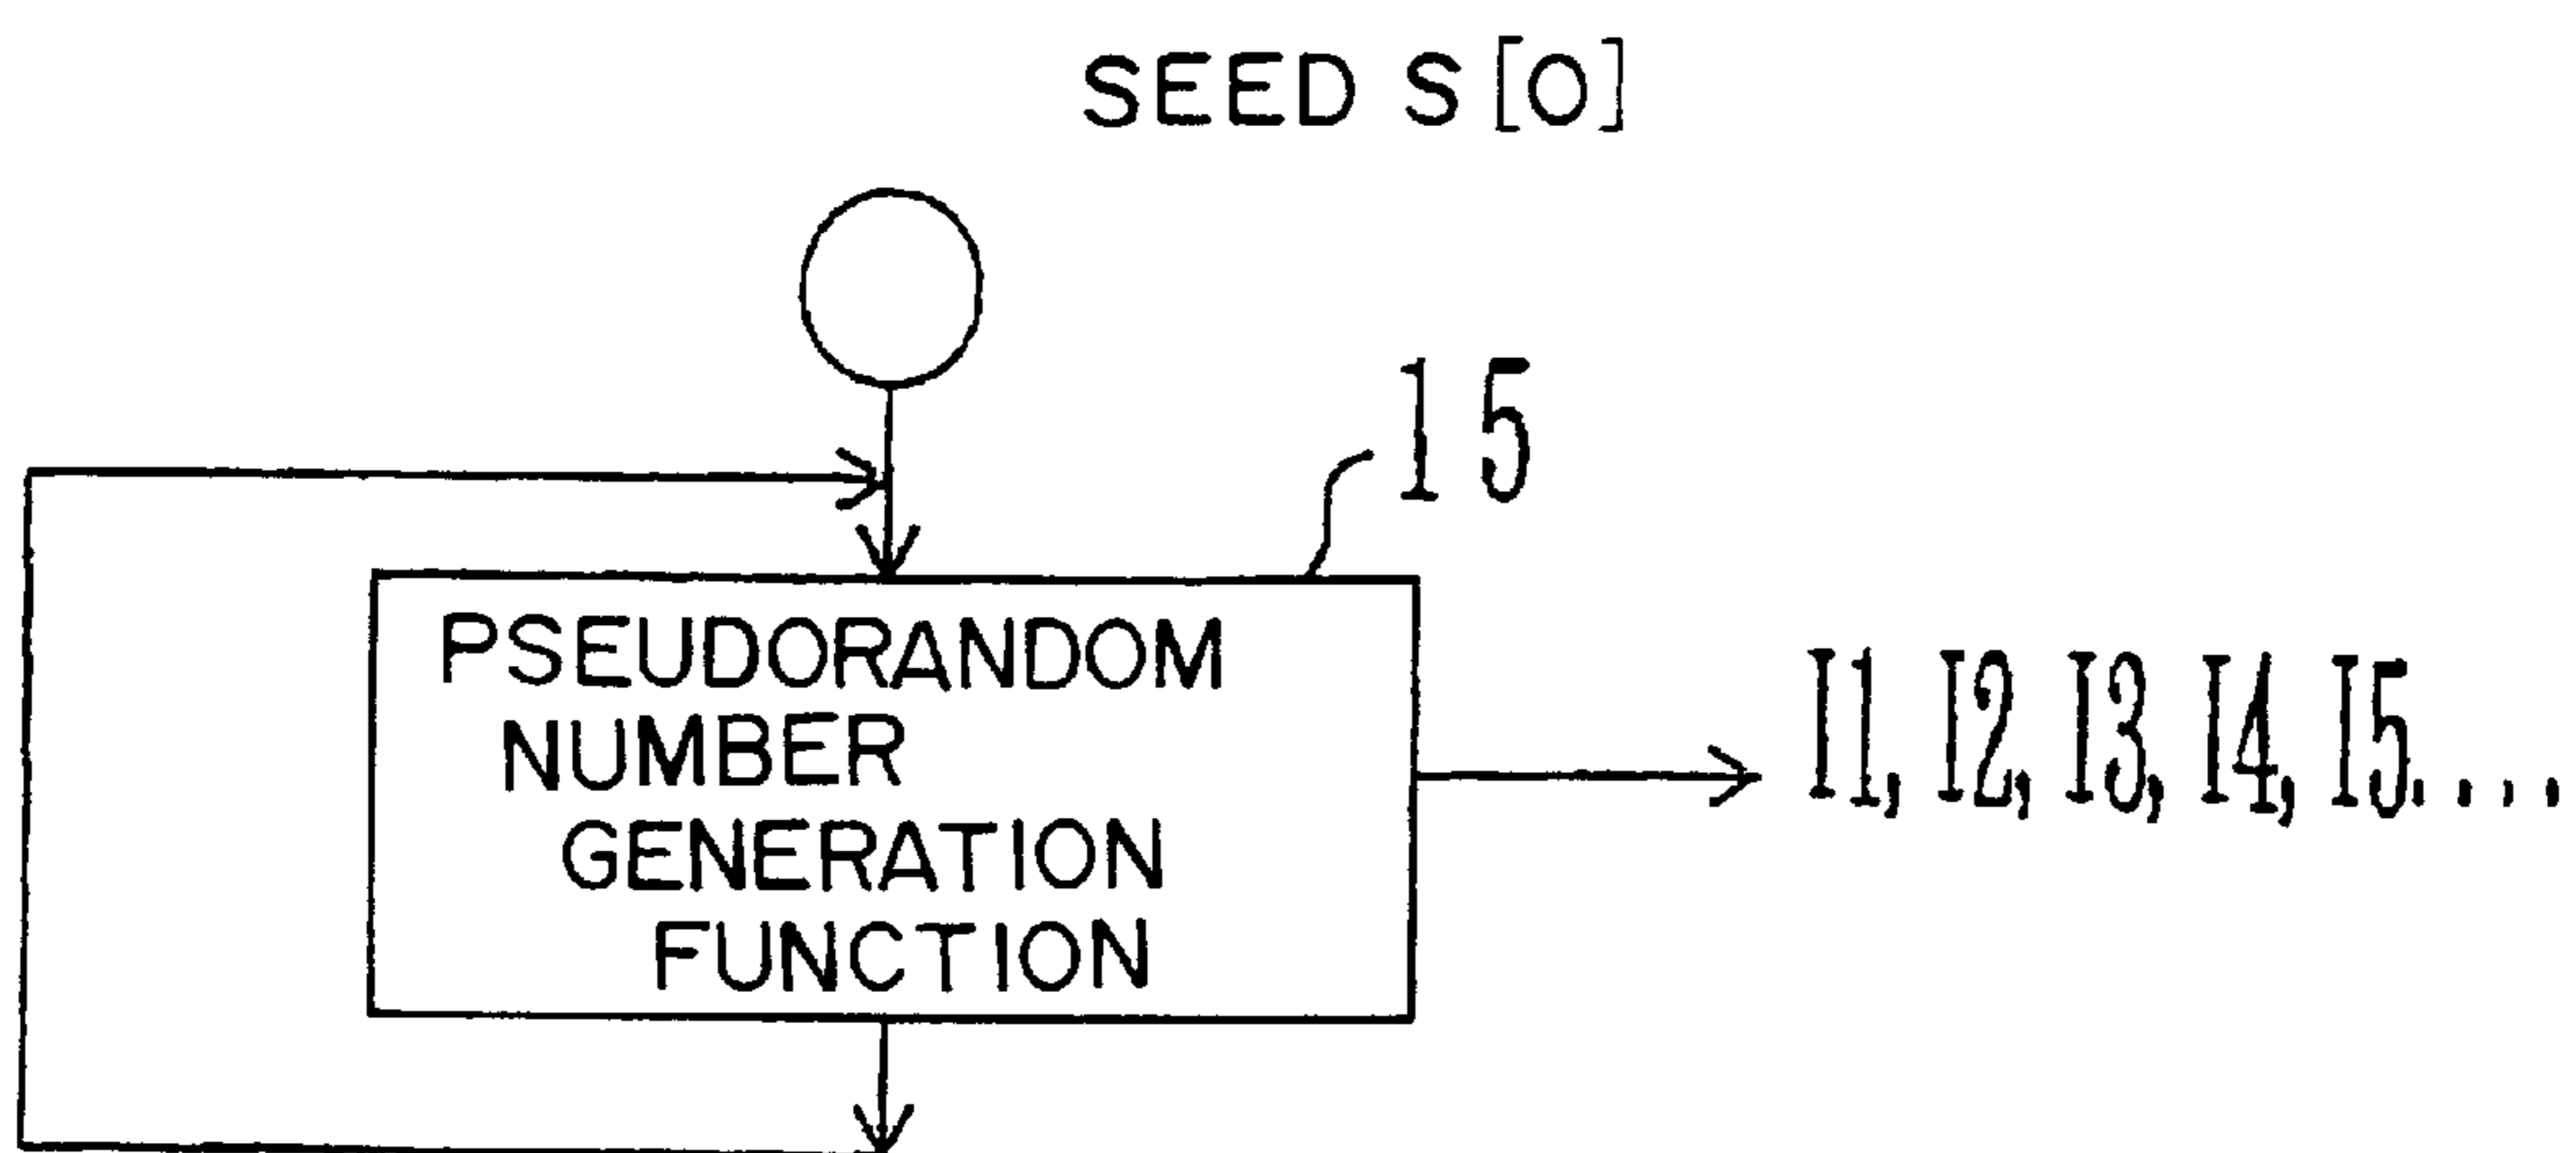 SEED S[0]
15
PSEUDORANDOM
NUMBER
GENERATION
FUNCTION
I1, I2, I3, I4, I5. . . .